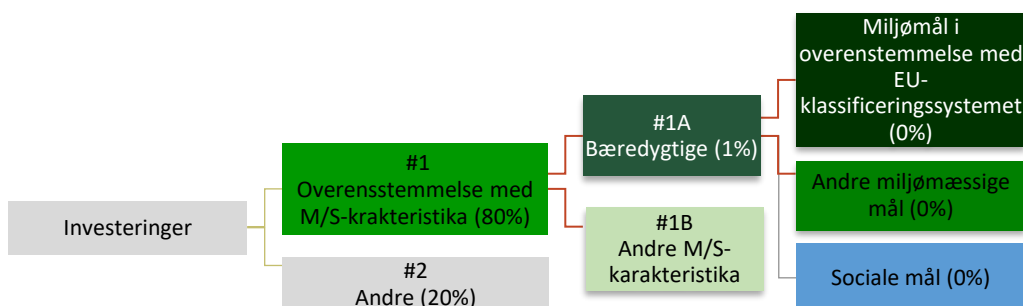 Investeringer
#1
Overensstemmelse med
M/S-krakteristika (80%)
#2
Andre (20%)
#1A
Bæredygtige (1%)
#1B
Andre M/S-
karakteristika
Miljømål i
overenstemmelse med
EU-
klassificeringssystemet
(0%)
Andre miljømæssige
mål (0%)
Sociale mål (0%)